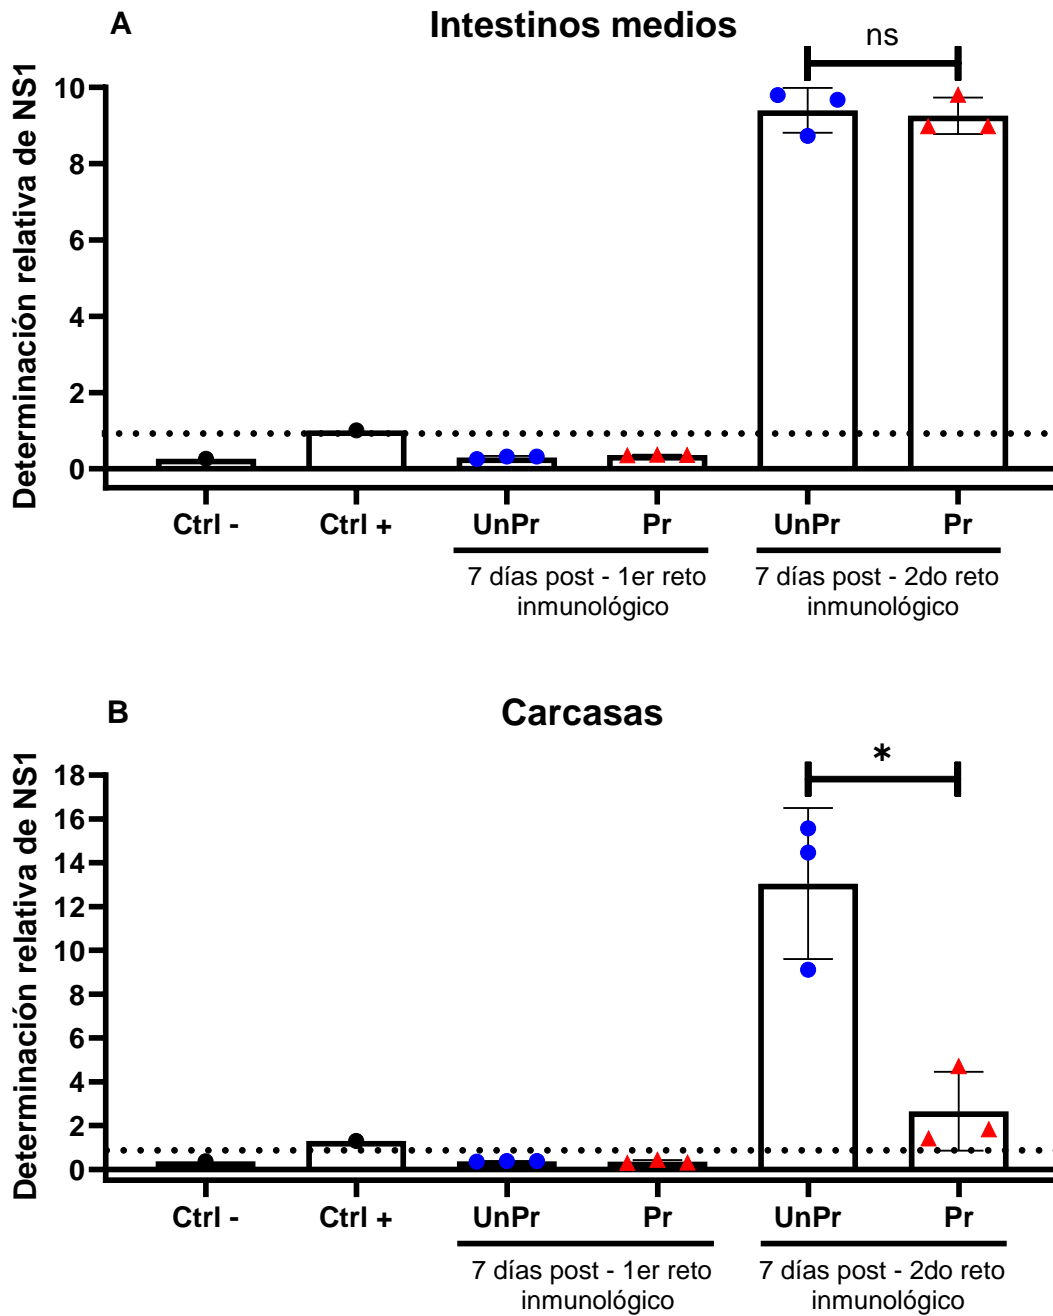 A
Intestinos medios
ns
Determinación relativa de NS1
10
8
6
4
2
0
Ctrl -
Ctrl +
UnPr
Pr
UnPr
Pr
7 días post - 1er reto
inmunológico
7 días post - 2do reto
inmunológico
B
Carcasas
*
Determinación relativa de NS1
18
16
14
12
10
8
6
4
2
0
Ctrl -
Ctrl +
UnPr
Pr
UnPr
Pr
7 días post - 1er reto
inmunológico
7 días post - 2do reto
inmunológico